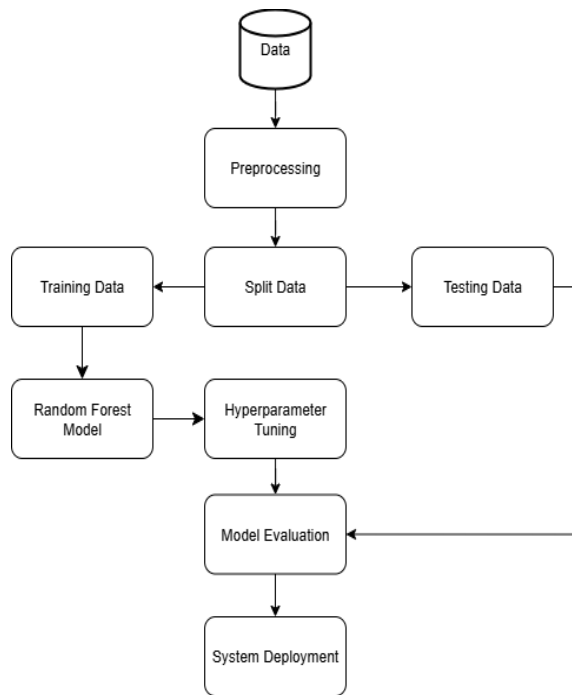 Data
Preprocessing
Training Data
Split Data
Testing Data
Random Forest
Model
Hyperparameter
Tuning
Model Evaluation
System Deployment